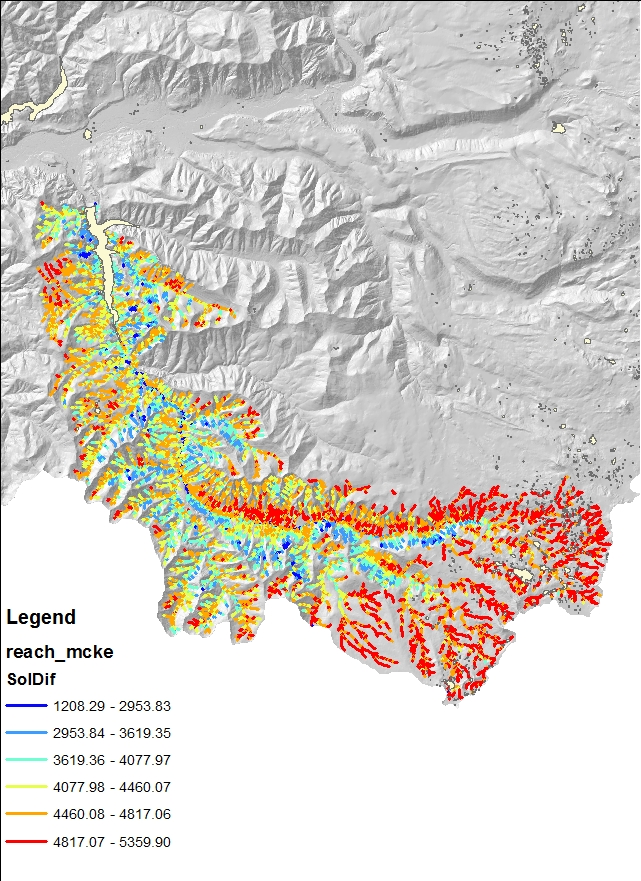 Legend
reach_mcke
SolDif
1208.29 - 2953.83
2953.84 - 3619.35
3619.36 - 4077.97
4077.98 - 4460.07
4460.08 - 4817.06
4817.07 - 5359.90